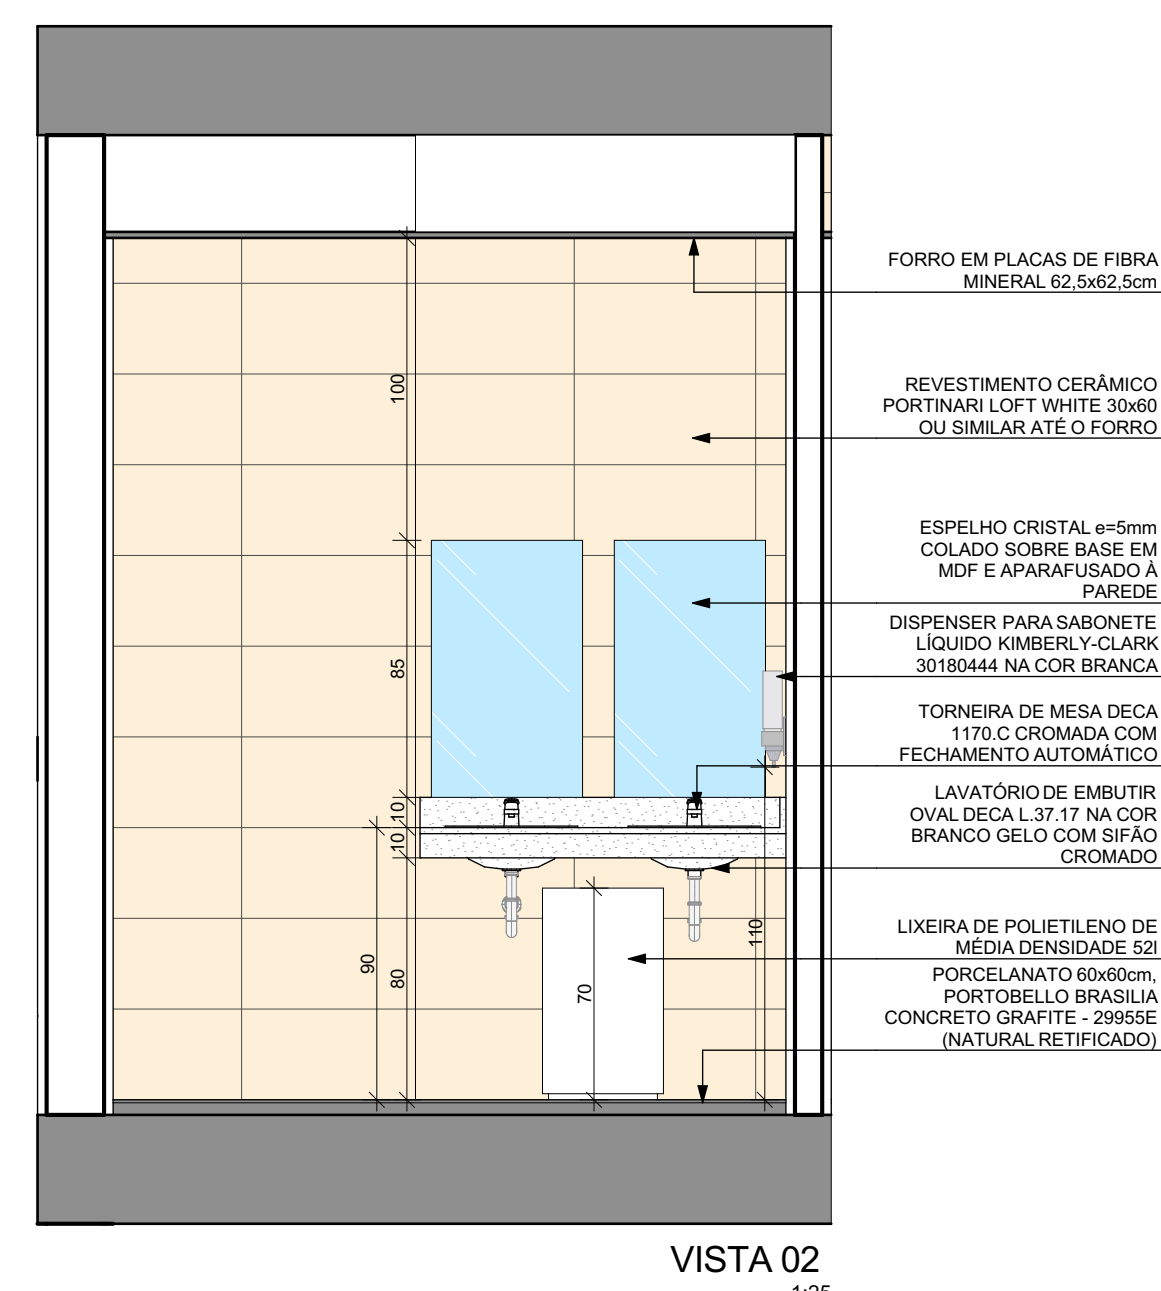 FORRO EM PLACAS DE FIBRA
MINERAL 62,5x62,5cm
100
REVESTIMENTO CERÂMICO
PORTINARI LOFT WHITE 30x60
OU SIMILAR ATÉ O FORRO
ESPELHO CRISTAL e=5mm
COLADO SOBRE BASE EM
MDF E APARAFUSADO À
PAREDE
DISPENSER PARA SABONETE
LÍQUIDO KIMBERLY-CLARK
30180444 NA COR BRANCA
85
TORNEIRA DE MESA DECA
1170.C CROMADA COM
FECHAMENTO AUTOMÁTICO
LAVATÓRIO DE EMBUTIR
OVAL DECA L.37.17 NA COR
BRANCO GELO COM SIFÃO
CROMADO
10
10
LIXEIRA DE POLIETILENO DE
MÉDIA DENSIDADE 52l
PORCELANATO 60x60cm,
PORTOBELLO BRASILIA
CONCRETO GRAFITE - 29955E
(NATURAL RETIFICADO)
90
80
70
110
VISTA 02
1:25